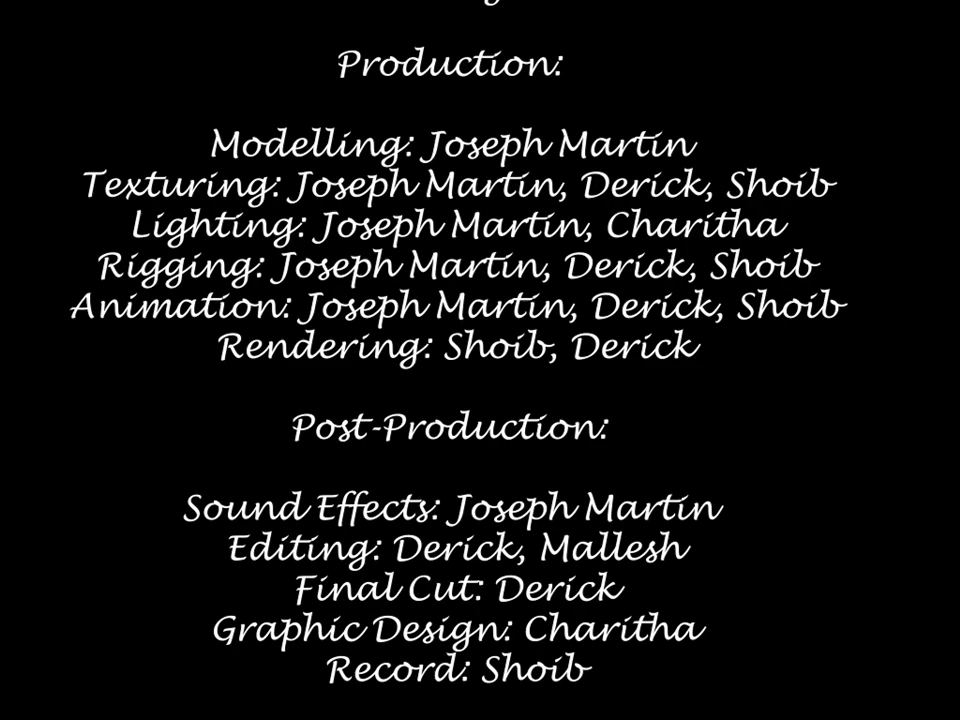 Production:
Modelling: Joseph Martin
Texturing: Joseph Martin, Derick, Shoib
Lighting: Joseph Martin, Charitha
Rigging: Joseph Martin, Derick, Shoib
Animation: Joseph Martin, Derick, Shoib
Rendering: Shoib, Derick
Post-Production:
Sound Effects: Joseph Martin
Editing: Derick, Mallesh
Final Cut: Derick
Graphic Design: Charitha
Record: Shoib